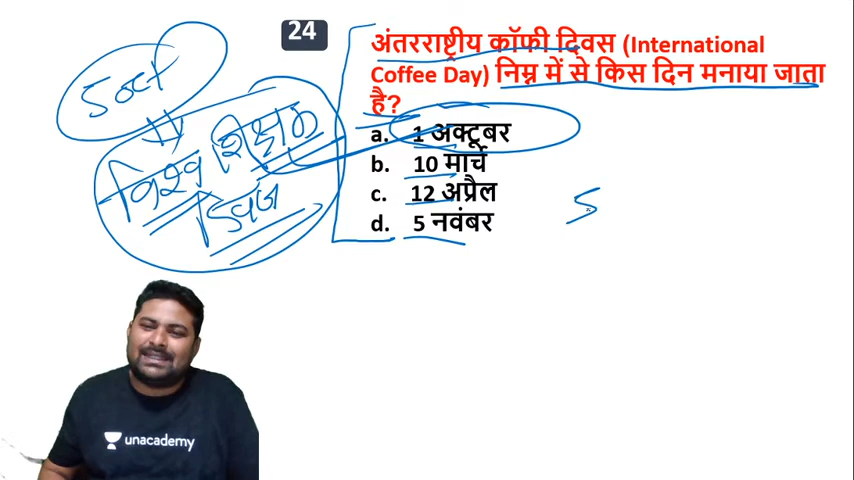 24
अंतरराष्ट्रीय कॉफी दिवस (International
Coffee Day) निम्न में से किस दिन मनाया जाता
है?
a. 1 अक्टूबर
b. 10 मार्च
c. 12 अप्रैल
d. 5 नवंबर
5 oct
विश्व शिक्षक
दिवस
5
unacademy